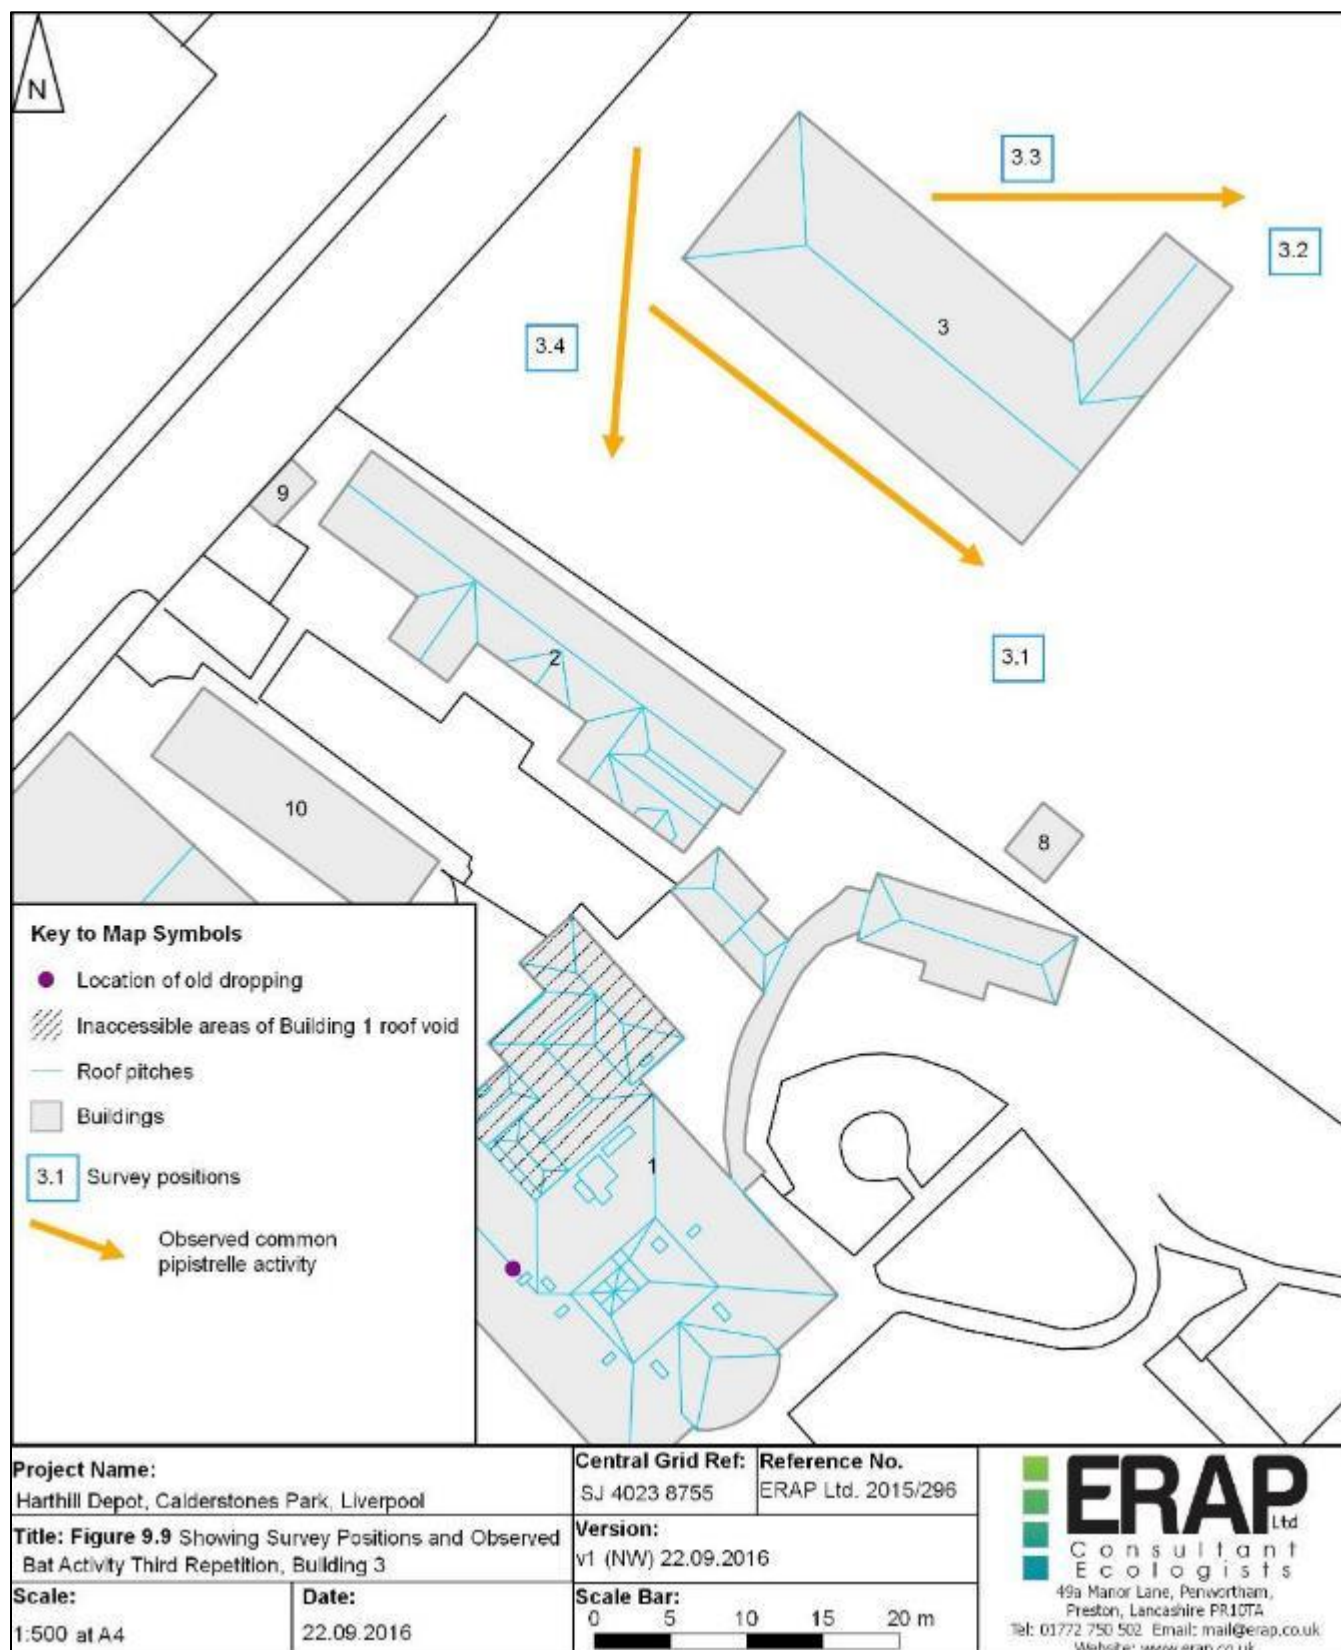 N
3.3
3.2
3
3.4
9
3.1
2
10
8
1
Key to Map Symbols
Location of old dropping
Inaccessible areas of Building 1 roof void
Roof pitches
Buildings
3.1 Survey positions
Observed common
pipistrelle activity
Project Name:
Harthill Depot, Calderstones Park, Liverpool
Title: Figure 9.9 Showing Survey Positions and Observed
Bat Activity Third Repetition, Building 3
Scale:
1:500 at A4
Date:
22.09.2016
Central Grid Ref:
SJ 4023 8755
Reference No.
ERAP Ltd. 2015/296
Version:
v1 (NW) 22.09.2016
Scale Bar:
0 5 10 15 20 m
ERAP
Ltd
Consultant
Ecologists
49a Manor Lane, Penwortham,
Preston, Lancashire PR10TA
Tel: 01772 750 502 Email: mail@erap.co.uk
Website: www.erap.co.uk